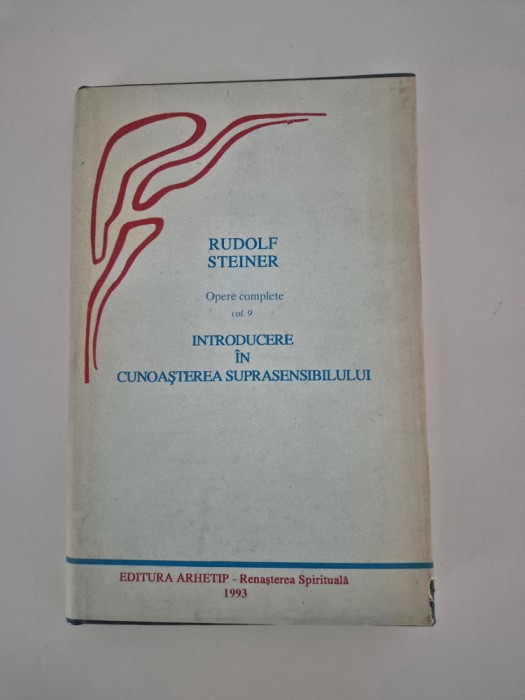 RUDOLF
STEINER
Opere complete
vol. 9
INTRODUCERE
ÎN
CUNOAŞTEREA SUPRASENSIBILULUI
EDITURA ARHETIP - Renaşterea Spirituală
1993